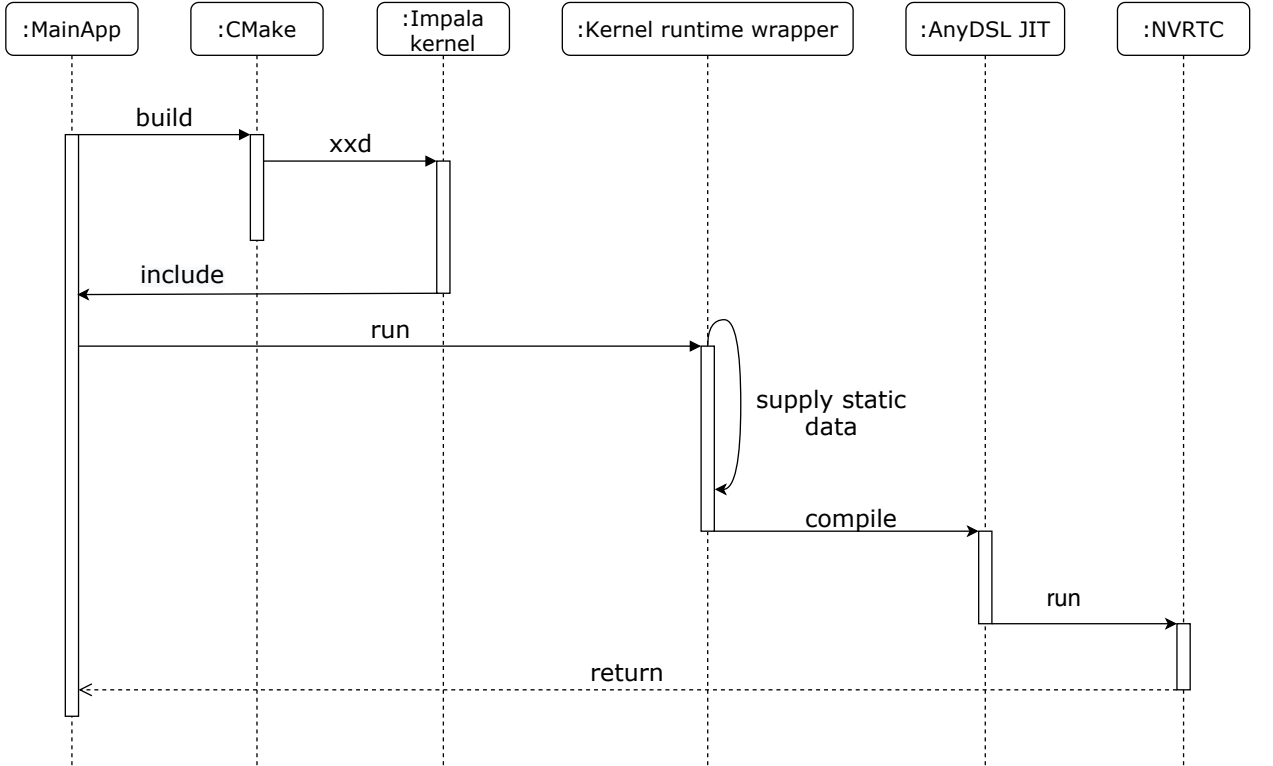 :MainApp
:CMake
:Impala
kernel
:Kernel runtime wrapper
:AnyDSL JIT
:NVRTC
build
xxd
include
run
supply static
data
compile
run
return